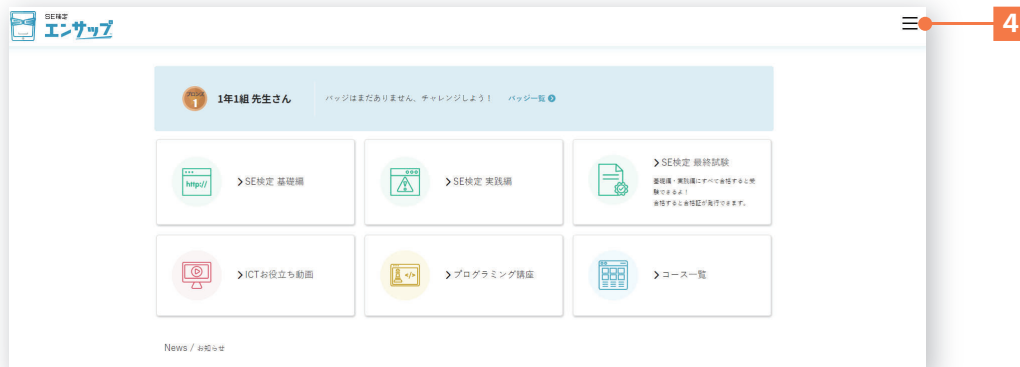 SE検定
エンサップ
4
1
1年1組 先生さん
バッジはまだありません、チャレンジしよう！
バッジ一覧
http://
SE検定 基礎編
SE検定 実践編
SE検定 最終試験
基礎編・実践編にすべて合格すると受
験できるよ！
合格すると合格証が発行できます。
ICTお役立ち動画
プログラミング講座
コース一覧
News / お知らせ